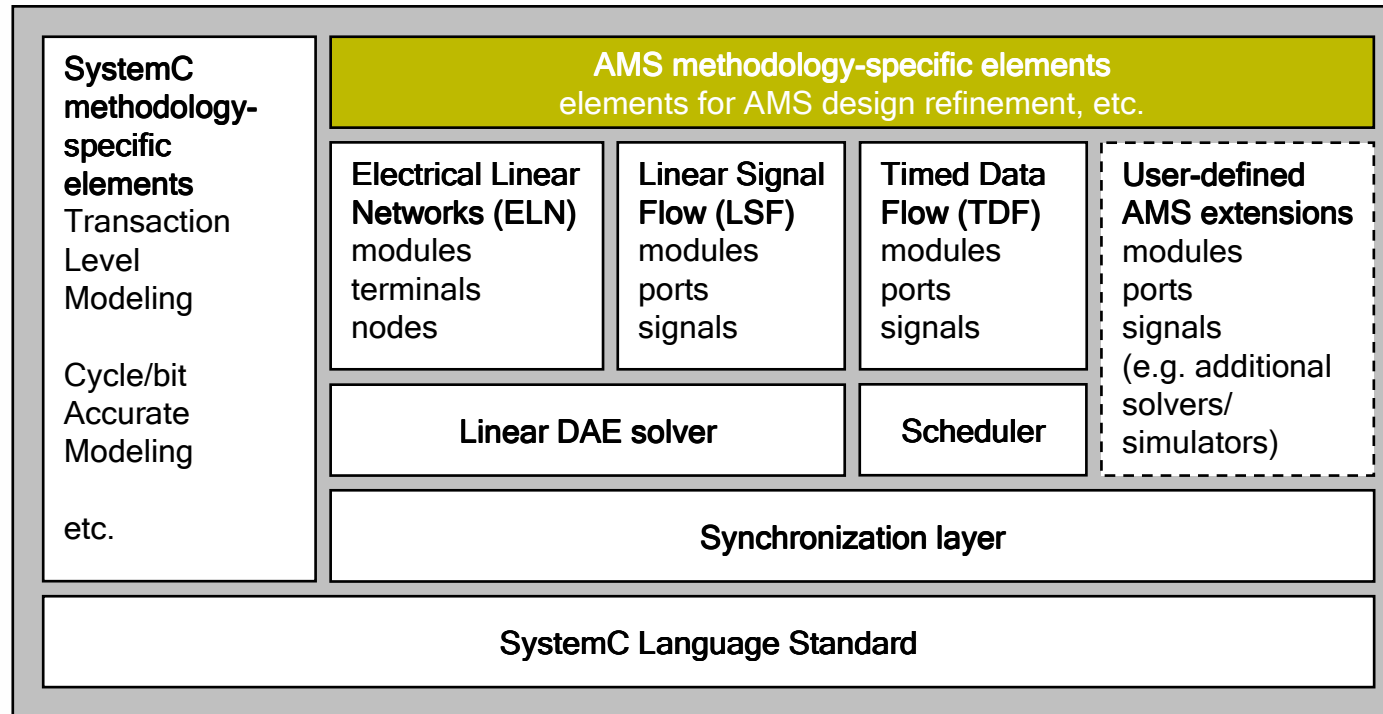 SystemC
methodology-
specific
elements
Transaction
Level
Modeling
Cycle/bit
Accurate
Modeling
etc.
AMS methodology-specific elements
elements for AMS design refinement, etc.
Electrical Linear
Networks (ELN)
modules
terminals
nodes
Linear Signal
Flow (LSF)
modules
ports
signals
Timed Data
Flow (TDF)
modules
ports
signals
User-defined
AMS extensions
modules
ports
signals
(e.g. additional
solvers/
simulators)
Linear DAE solver
Scheduler
Synchronization layer
SystemC Language Standard